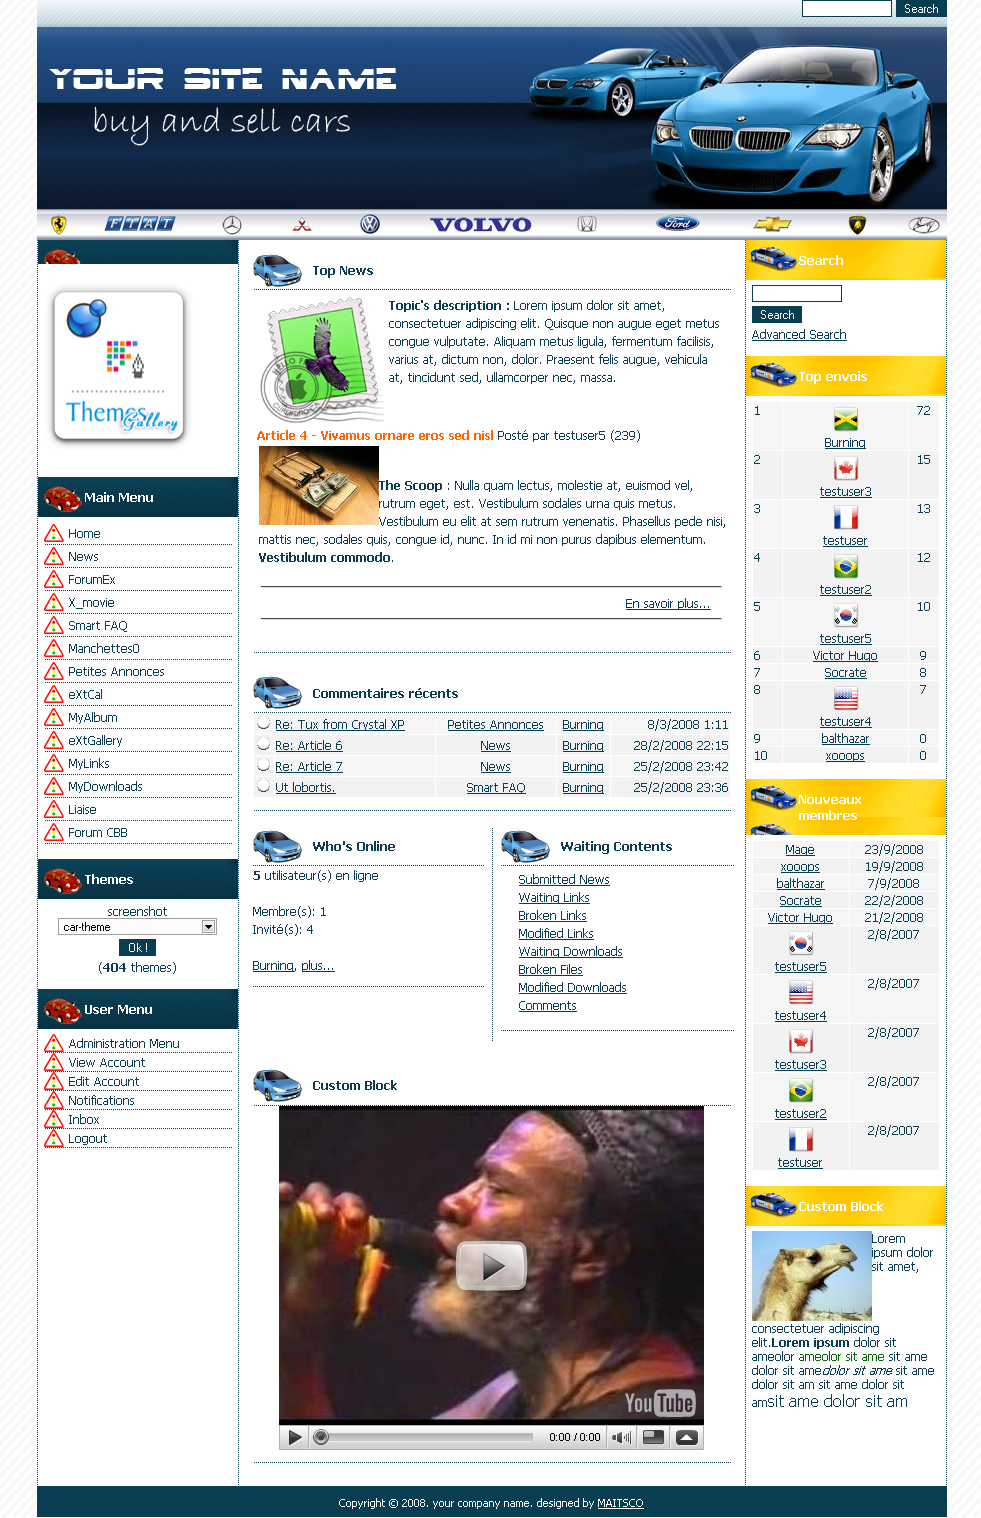 Search
YOUR SITE NAME
buy and sell cars
FIAT
VOLVO
Ford
Themes
Gallery
Main Menu
Home
News
ForumEx
X_movie
Smart FAQ
Manchettes0
Petites Annonces
eXtCal
MyAlbum
eXtGallery
MyLinks
MyDownloads
Liaise
Forum CBB
Themes
screenshot
car-theme
Ok !
(404 themes)
User Menu
Administration Menu
View Account
Edit Account
Notifications
Inbox
Logout
Top News
Topic's description : Lorem ipsum dolor sit amet,
consectetuer adipiscing elit. Quisque non augue eget metus
congue vulputate. Aliquam metus ligula, fermentum facilisis,
varius at, dictum non, dolor. Praesent felis augue, vehicula
at, tincidunt sed, ullamcorper nec, massa.
Article 4 - Vivamus ornare eros sed nisl Posté par testuser5 (239)
The Scoop : Nulla quam lectus, molestie at, euismod vel,
rutrum eget, est. Vestibulum sodales urna quis metus.
Vestibulum eu elit at sem rutrum venenatis. Phasellus pede nisi,
mattis nec, sodales quis, congue id, nunc. In id mi non purus dapibus elementum.
Vestibulum commodo.
En savoir plus...
Commentaires récents
Re: Tux from Crystal XP Petites Annonces Burning 8/3/2008 1:11
Re: Article 6 News Burning 28/2/2008 22:15
Re: Article 7 News Burning 25/2/2008 23:42
Ut lobortis. Smart FAQ Burning 25/2/2008 23:36
Who's Online
5 utilisateur(s) en ligne
Membre(s): 1
Invité(s): 4
Burning, plus...
Waiting Contents
Submitted News
Waiting Links
Broken Links
Modified Links
Waiting Downloads
Broken Files
Modified Downloads
Comments
Custom Block
YouTube
0:00 / 0:00
Search
Search
Advanced Search
Top envois
1 Burning 72
2 testuser3 15
3 testuser 13
4 testuser2 12
5 testuser5 10
6 Victor Hugo 9
7 Socrate 8
8 testuser4 7
9 balthazar 0
10 xooops 0
Nouveaux
membres
Mage 23/9/2008
xooops 19/9/2008
balthazar 7/9/2008
Socrate 22/2/2008
Victor Hugo 21/2/2008
testuser5 2/8/2007
testuser4 2/8/2007
testuser3 2/8/2007
testuser2 2/8/2007
testuser 2/8/2007
Custom Block
Lorem
ipsum dolor
sit amet,
consectetuer adipiscing
elit.Lorem ipsum dolor sit
ameolor ameolor sit ame sit ame
dolor sit amedolor sit ame sit ame
dolor sit am sit ame dolor sit
amsit ame dolor sit am
Copyright © 2008. your company name. designed by MAITSCO